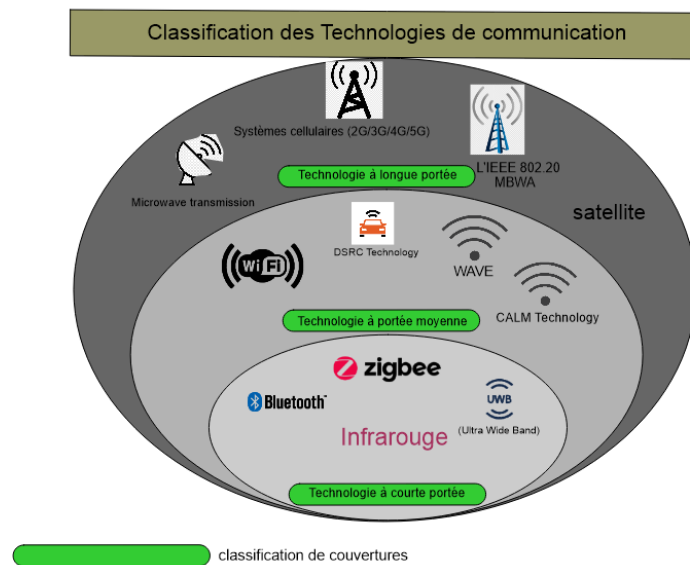 Classification des Technologies de communication
Systèmes cellulaires (2G/3G/4G/5G)
L'IEEE 802.20
MBWA
Technologie à longue portée
Microwave transmission
satellite
WiFi
DSRC Technology
WAVE
CALM Technology
Technologie à portée moyenne
zigbee
Bluetooth
UWB
(Ultra Wide Band)
Infrarouge
Technologie à courte portée
classification de couvertures